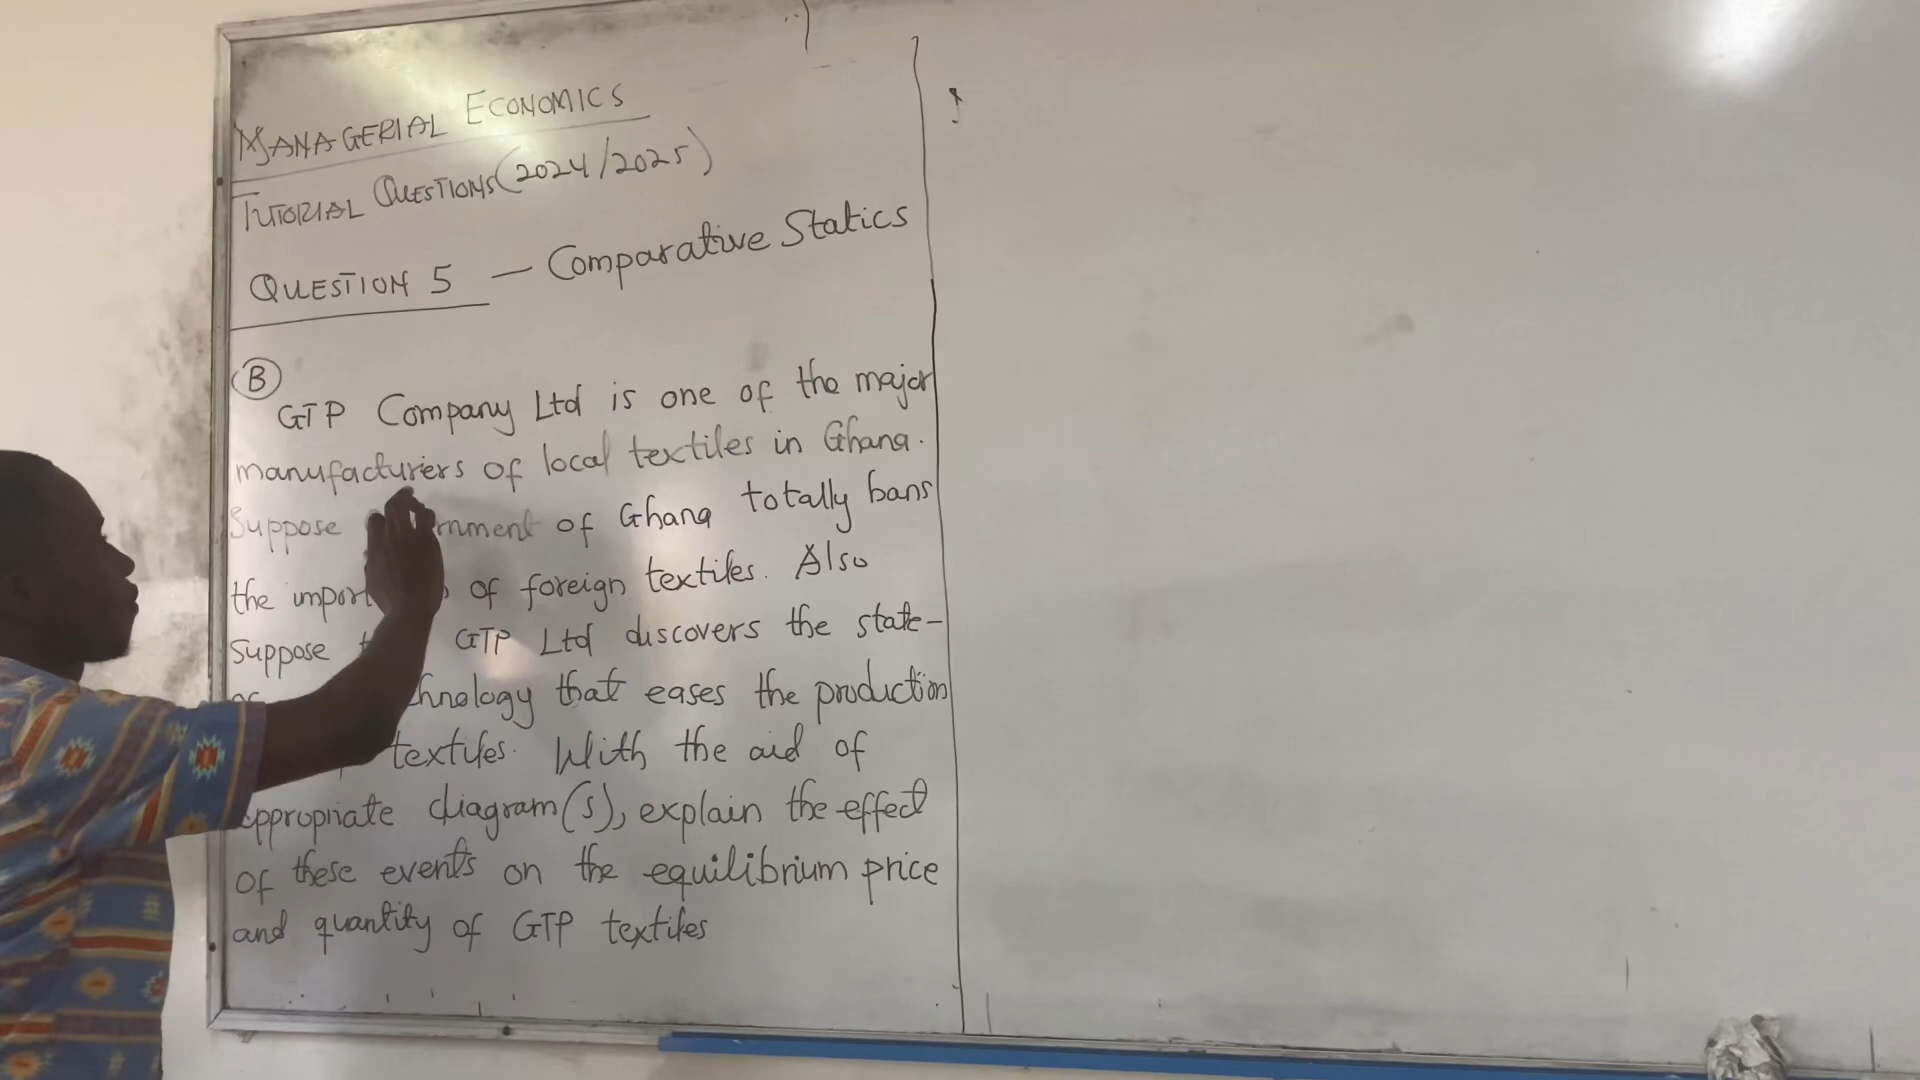 MANAGERIAL ECONOMICS
TUTORIAL QUESTIONS (2024/2025)
QUESTION 5 — Comparative Statics
B
GTP Company Ltd is one of the major
manufacturers of local textiles in Ghana.
Suppose of Ghana totally bans
the of foreign textiles. Also
suppose GTP Ltd discovers the state-
that eases the production
textiles. With the aid of
appropriate diagram(s), explain the effect
of these events on the equilibrium price
and quantity of GTP textiles